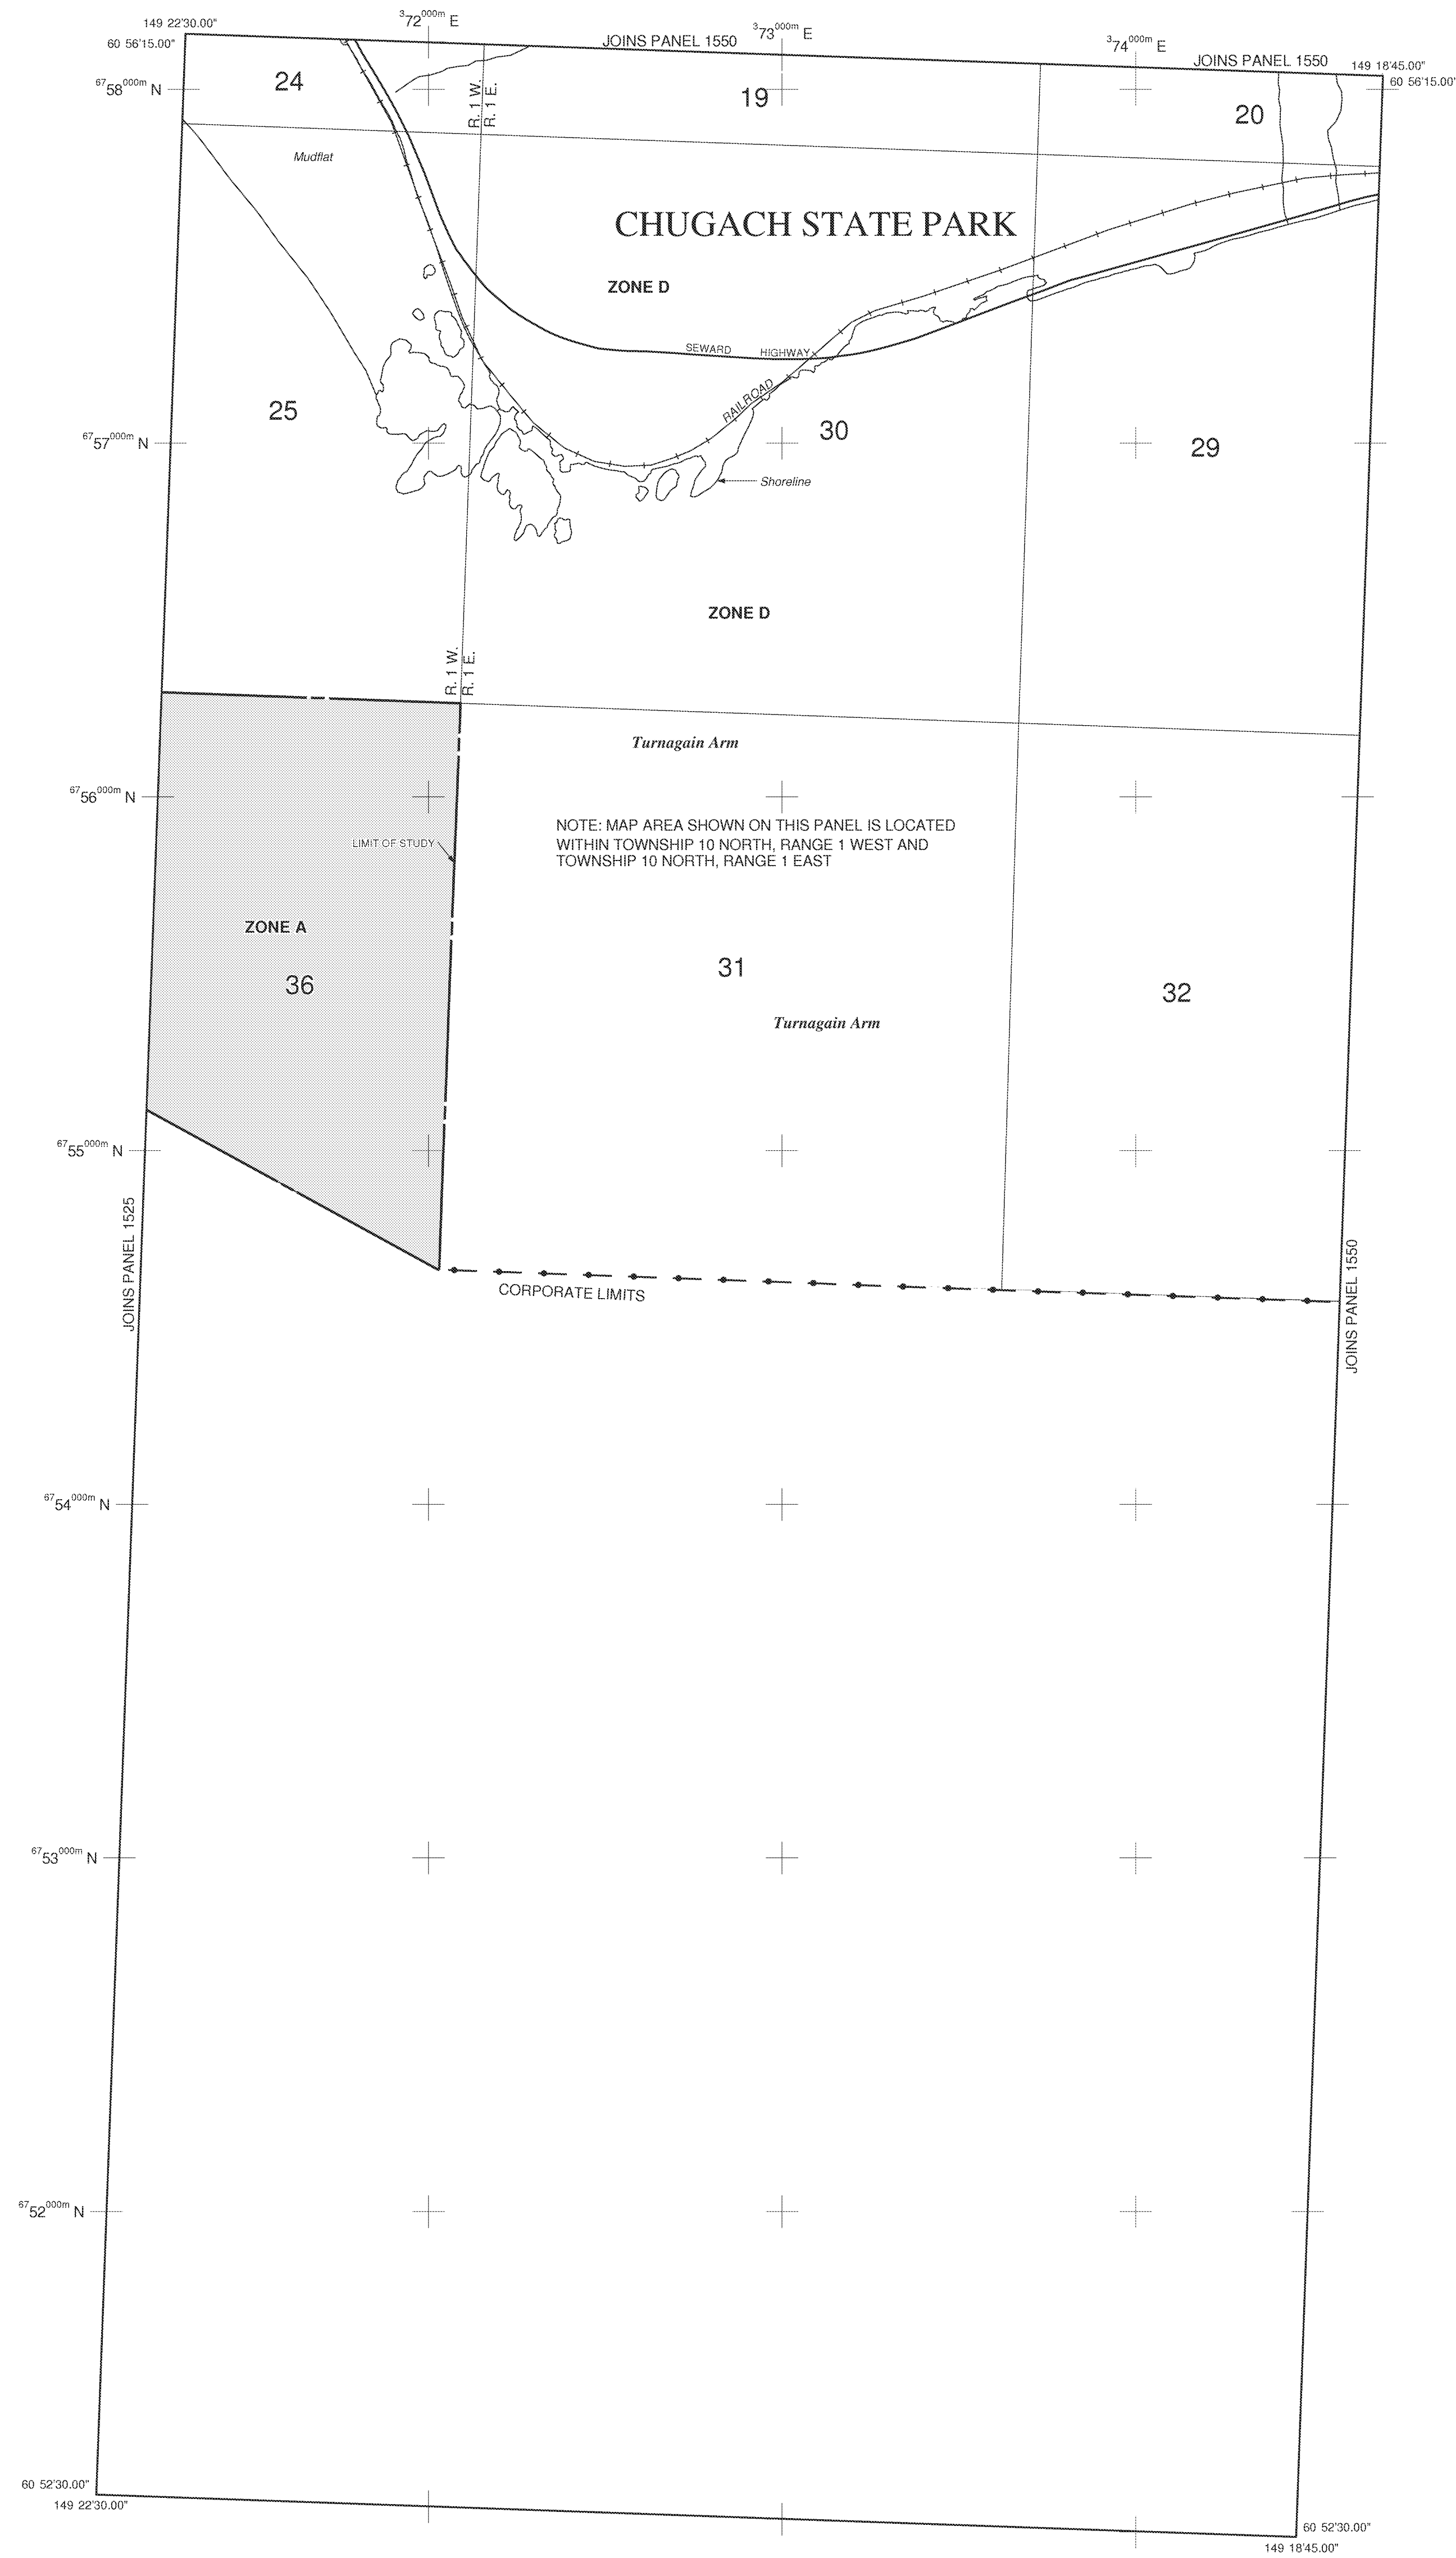 149 22'30.00"
372000m E
JOINS PANEL 1550
373000m E
374000m E
JOINS PANEL 1550
149 18'45.00"
60 56'15.00"
60 56'15.00"
6758000m N
24
R. 1 W.
R. 1 E.
19
20
Mudflat
CHUGACH STATE PARK
ZONE D
SEWARD HIGHWAY
RAILROAD
25
30
29
6757000m N
Shoreline
ZONE D
R. 1 W.
R. 1 E.
Turnagain Arm
6756000m N
NOTE: MAP AREA SHOWN ON THIS PANEL IS LOCATED
WITHIN TOWNSHIP 10 NORTH, RANGE 1 WEST AND
TOWNSHIP 10 NORTH, RANGE 1 EAST
LIMIT OF STUDY
ZONE A
36
31
32
Turnagain Arm
6755000m N
JOINS PANEL 1525
CORPORATE LIMITS
JOINS PANEL 1550
6754000m N
6753000m N
6752000m N
60 52'30.00"
149 22'30.00"
60 52'30.00"
149 18'45.00"